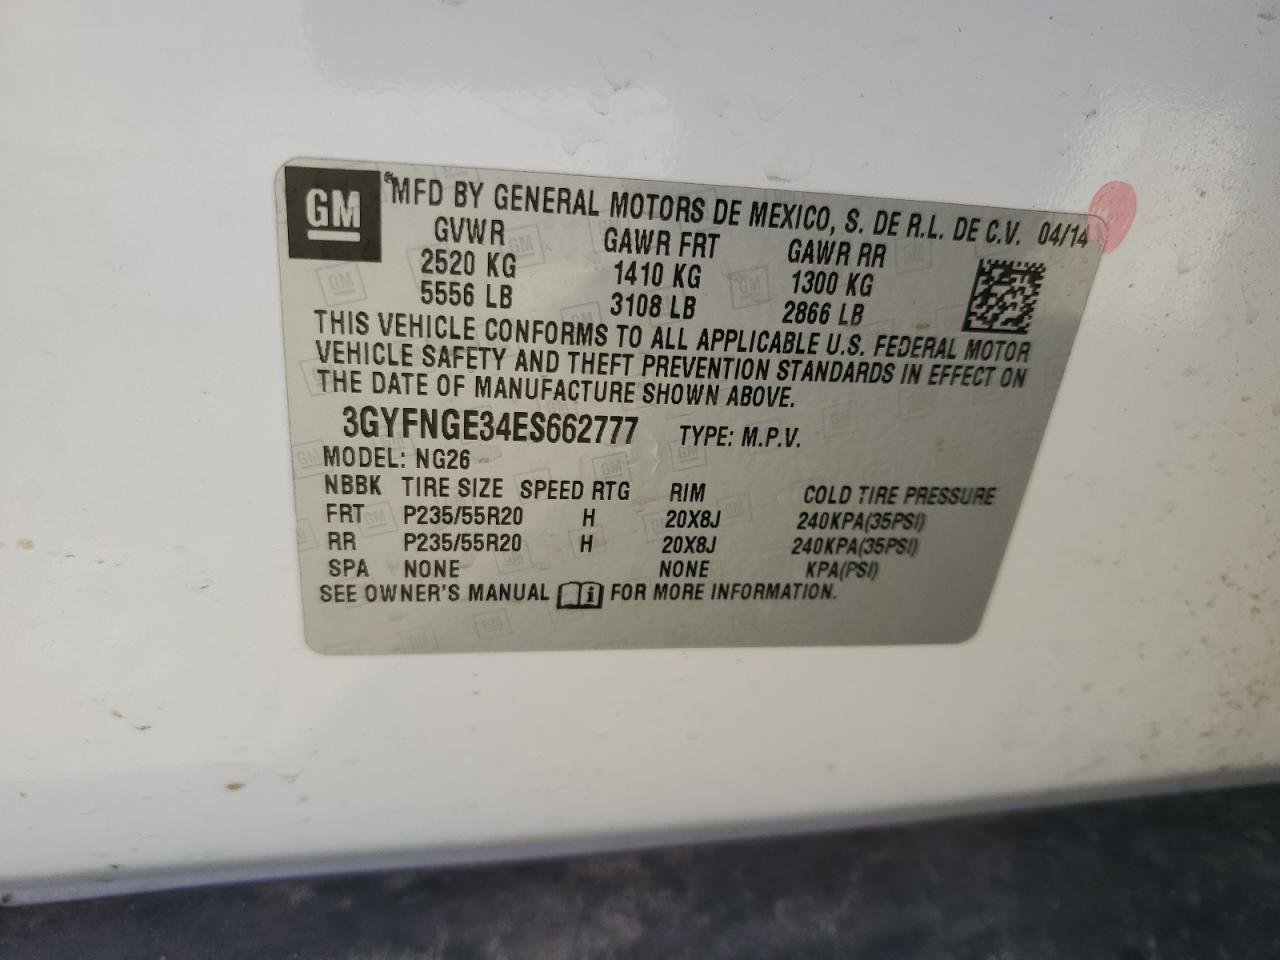 GM ® MFD BY GENERAL MOTORS DE MEXICO, S. DE R.L. DE C.V. 04/14
GVWR GAWR FRT GAWR RR
2520 KG 1410 KG 1300 KG
5556 LB 3108 LB 2866 LB
THIS VEHICLE CONFORMS TO ALL APPLICABLE U.S. FEDERAL MOTOR
VEHICLE SAFETY AND THEFT PREVENTION STANDARDS IN EFFECT ON
THE DATE OF MANUFACTURE SHOWN ABOVE.
3GYFNGE34ES662777 TYPE: M.P.V.
MODEL: NG26
NBBK TIRE SIZE SPEED RTG RIM COLD TIRE PRESSURE
FRT P235/55R20 H 20X8J 240KPA(35PSI)
RR P235/55R20 H 20X8J 240KPA(35PSI)
SPA NONE NONE KPA(PSI)
SEE OWNER'S MANUAL i FOR MORE INFORMATION.